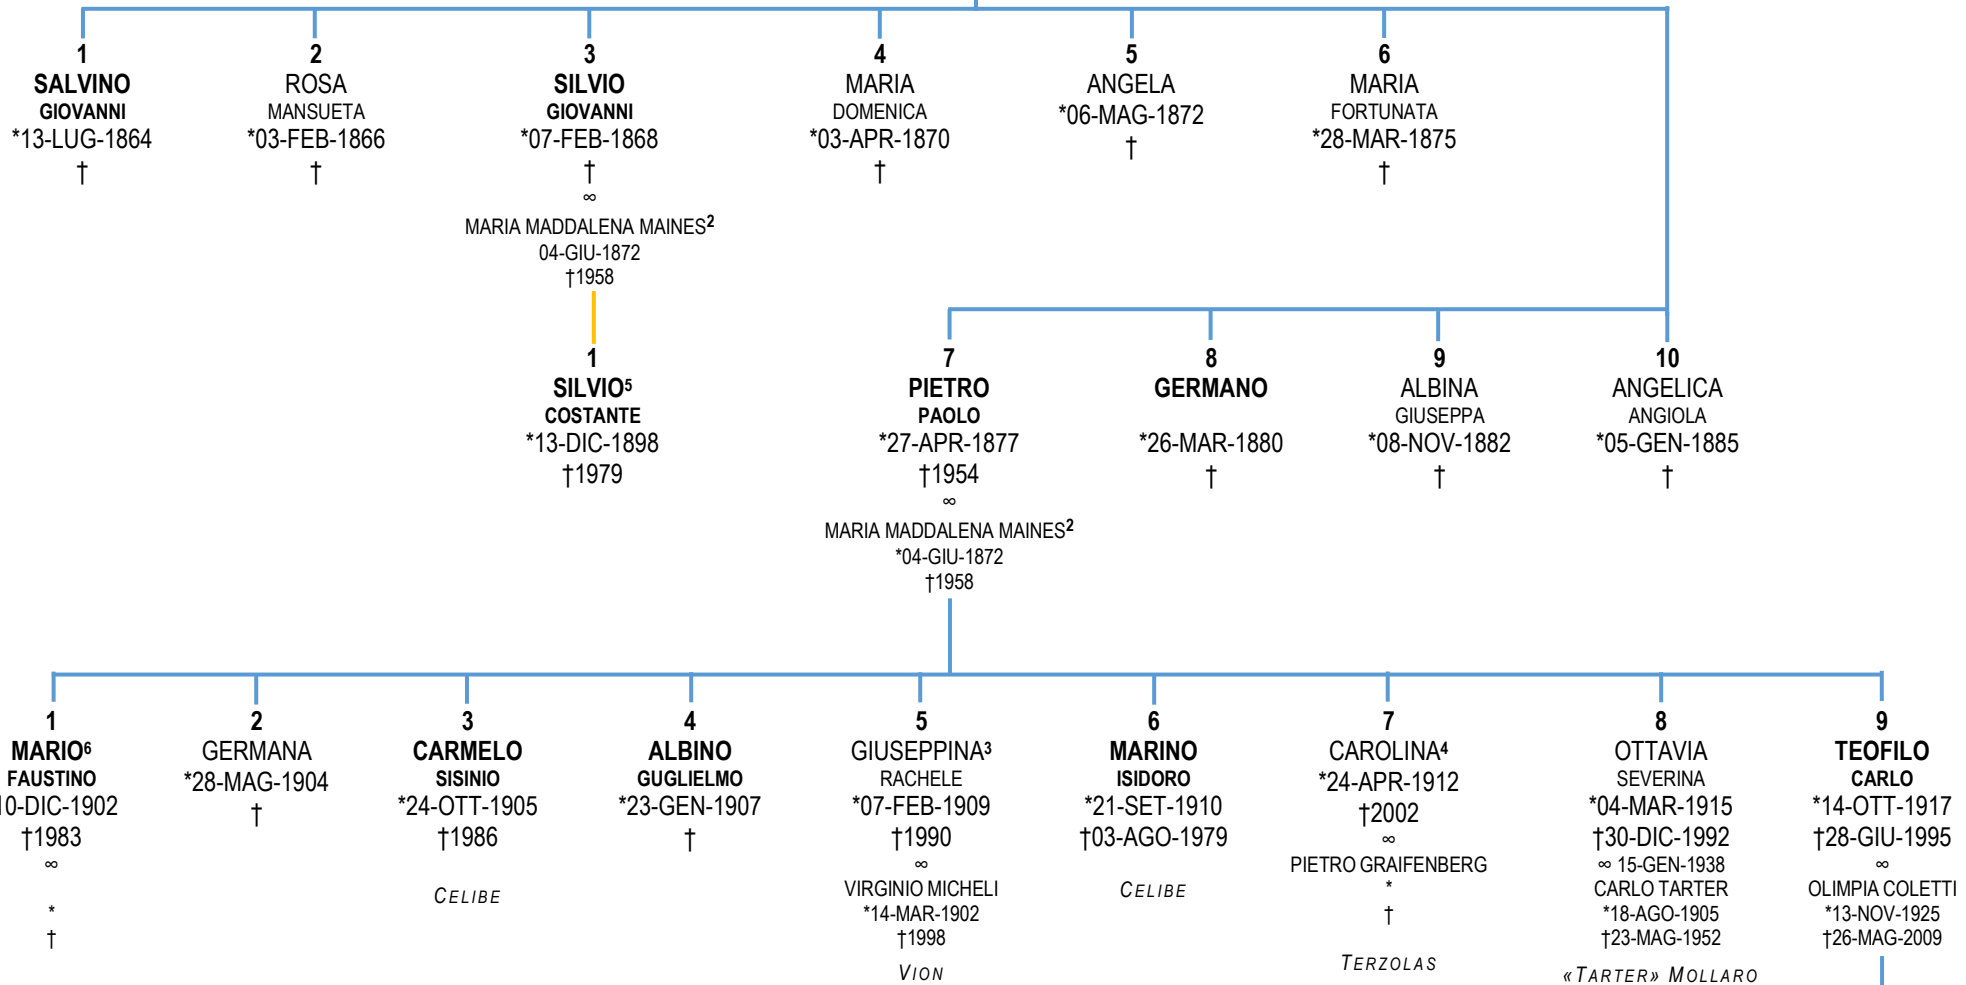 1
SALVINO
GIOVANNI
*13-LUG-1864
†
2
ROSA
MANSUETA
*03-FEB-1866
†
3
SILVIO
GIOVANNI
*07-FEB-1868
†
∞
MARIA MADDALENA MAINES²
04-GIU-1872
†1958
4
MARIA
DOMENICA
*03-APR-1870
†
5
ANGELA
*06-MAG-1872
†
6
MARIA
FORTUNATA
*28-MAR-1875
†
1
SILVIO⁵
COSTANTE
*13-DIC-1898
†1979
7
PIETRO
PAOLO
*27-APR-1877
†1954
∞
MARIA MADDALENA MAINES²
*04-GIU-1872
†1958
8
GERMANO
*26-MAR-1880
†
9
ALBINA
GIUSEPPA
*08-NOV-1882
†
10
ANGELICA
ANGIOLA
*05-GEN-1885
†
1
MARIO⁶
FAUSTINO
10-DIC-1902
†1983
∞
*
†
2
GERMANA
*28-MAG-1904
†
3
CARMELO
SISINIO
*24-OTT-1905
†1986
CELIBE
4
ALBINO
GUGLIELMO
*23-GEN-1907
†
5
GIUSEPPINA³
RACHELE
*07-FEB-1909
†1990
∞
VIRGINIO MICHELI
*14-MAR-1902
†1998
VION
6
MARINO
ISIDORO
*21-SET-1910
†03-AGO-1979
CELIBE
7
CAROLINA⁴
*24-APR-1912
†2002
∞
PIETRO GRAIFENBERG
*
†
TERZOLAS
8
OTTAVIA
SEVERINA
*04-MAR-1915
†30-DIC-1992
∞ 15-GEN-1938
CARLO TARTER
*18-AGO-1905
†23-MAG-1952
«TARTER» MOLLARO
9
TEOFILO
CARLO
*14-OTT-1917
†28-GIU-1995
∞
OLIMPIA COLETTI
*13-NOV-1925
†26-MAG-2009